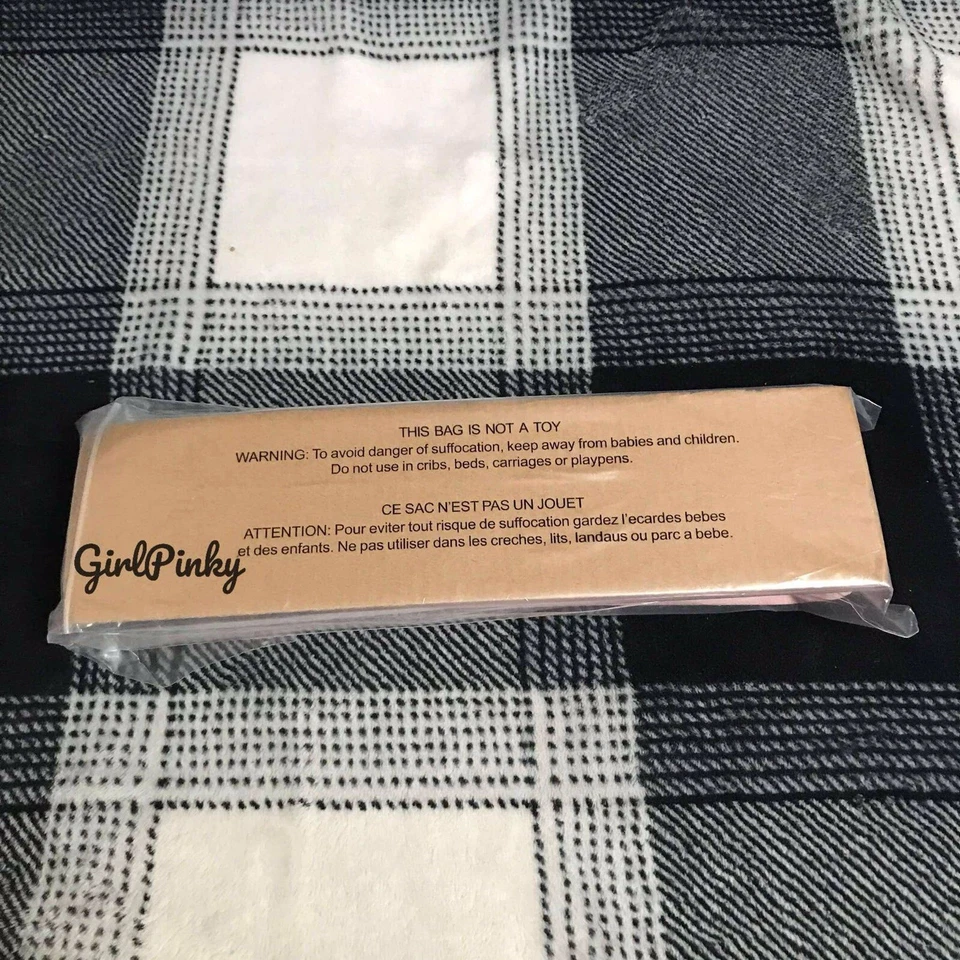 THIS BAG IS NOT A TOY
WARNING: To avoid danger of suffocation, keep away from babies and children.
Do not use in cribs, beds, carriages or playpens.
CE SAC N'EST PAS UN JOUET
ATTENTION: Pour eviter tout risque de suffocation gardez l'ecardes bebes
et des enfants. Ne pas utiliser dans les creches, lits, landaus ou parc a bebe.
GirlPinky